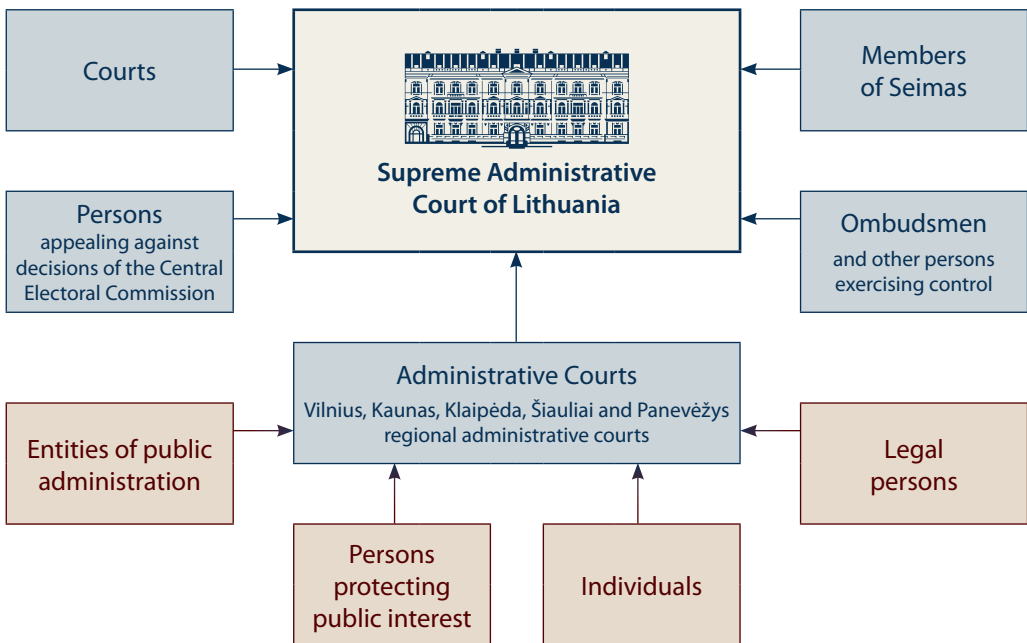 Courts
Supreme Administrative
Court of Lithuania
Members
of Seimas
Persons
appealing against
decisions of the Central
Electoral Commission
Ombudsmen
and other persons
exercising control
Administrative Courts
Vilnius, Kaunas, Klaipėda, Šiauliai and Panevėžys
regional administrative courts
Entities of public
administration
Legal
persons
Persons
protecting
public interest
Individuals